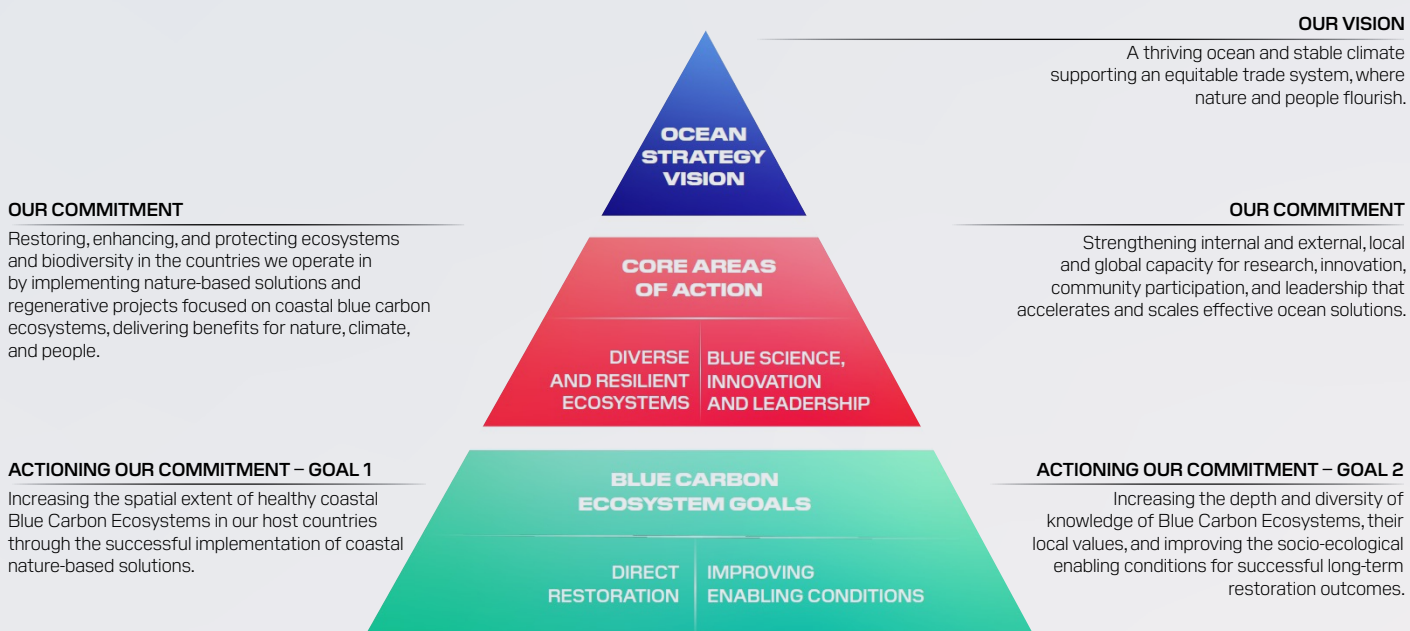 OUR VISION
A thriving ocean and stable climate
supporting an equitable trade system, where
nature and people flourish.
OCEAN
STRATEGY
VISION
OUR COMMITMENT
Restoring, enhancing, and protecting ecosystems
and biodiversity in the countries we operate in
by implementing nature-based solutions and
regenerative projects focused on coastal blue carbon
ecosystems, delivering benefits for nature, climate,
and people.
CORE AREAS
OF ACTION
DIVERSE
AND RESILIENT
ECOSYSTEMS
BLUE SCIENCE,
INNOVATION
AND LEADERSHIP
OUR COMMITMENT
Strengthening internal and external, local
and global capacity for research, innovation,
community participation, and leadership that
accelerates and scales effective ocean solutions.
ACTIONING OUR COMMITMENT – GOAL 1
Increasing the spatial extent of healthy coastal
Blue Carbon Ecosystems in our host countries
through the successful implementation of coastal
nature-based solutions.
BLUE CARBON
ECOSYSTEM GOALS
DIRECT
RESTORATION
IMPROVING
ENABLING CONDITIONS
ACTIONING OUR COMMITMENT – GOAL 2
Increasing the depth and diversity of
knowledge of Blue Carbon Ecosystems, their
local values, and improving the socio-ecological
enabling conditions for successful long-term
restoration outcomes.